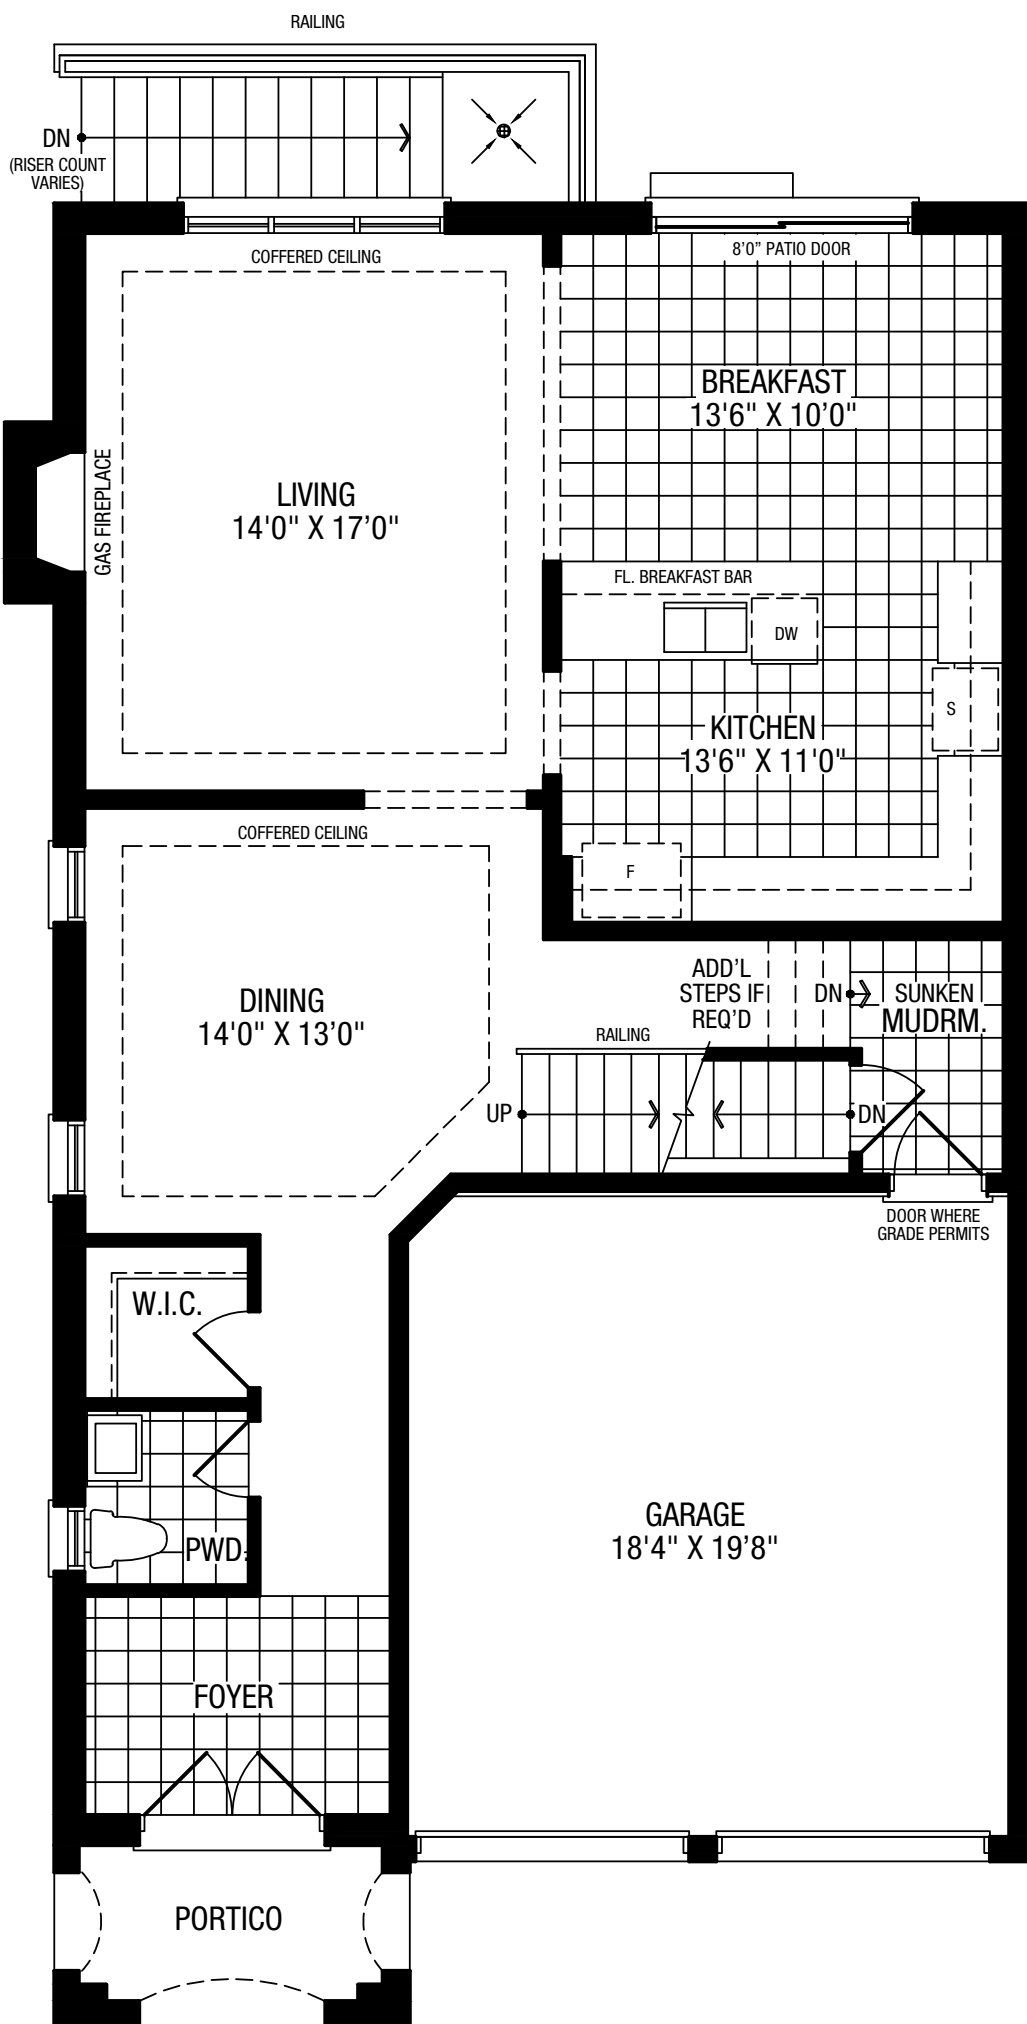 RAILING
DN
(RISER COUNT
VARIES)
COFFERED CEILING
8'0" PATIO DOOR
BREAKFAST
13'6" X 10'0"
GAS FIREPLACE
LIVING
14'0" X 17'0"
FL. BREAKFAST BAR
DW
S
KITCHEN
13'6" X 11'0"
COFFERED CEILING
F
DINING
14'0" X 13'0"
ADD'L
STEPS IF
REQ'D
DN
SUNKEN
MUDRM.
RAILING
UP
DN
DOOR WHERE
GRADE PERMITS
W.I.C.
PWD.
GARAGE
18'4" X 19'8"
FOYER
PORTICO